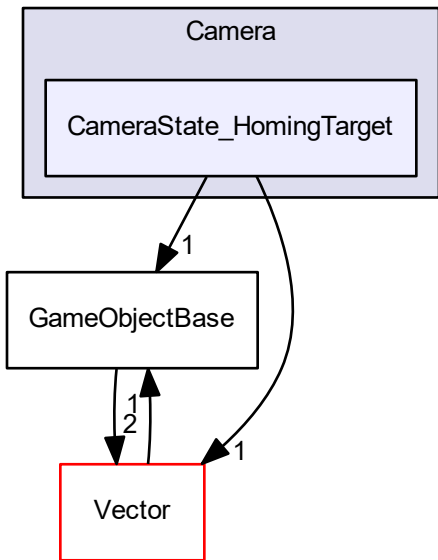 Camera
CameraState_HomingTarget
1
GameObjectBase
1
2
1
Vector